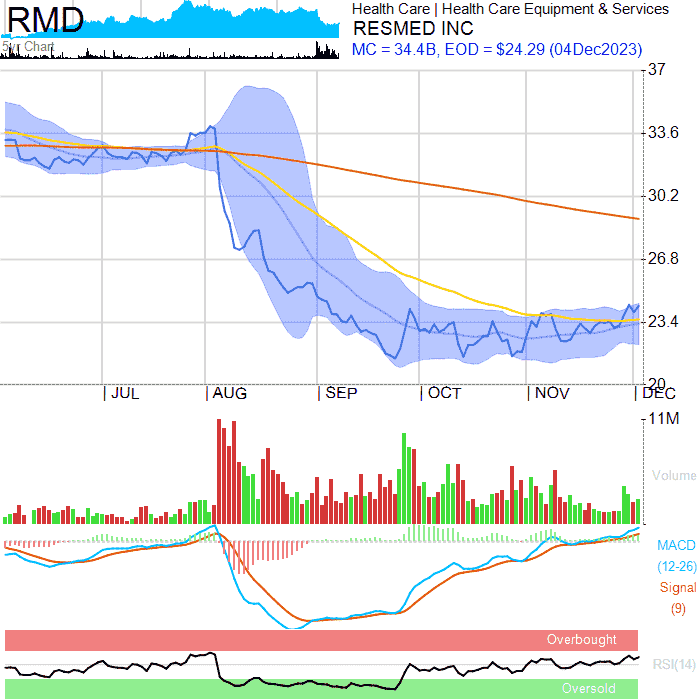 RMD
Health Care | Health Care Equipment & Services
RESMED INC
5yr Chart
MC = 34.4B, EOD = $24.29 (04Dec2023)
37
33.6
30.2
26.8
23.4
20
JUL
AUG
SEP
OCT
NOV
DEC
11M
Volume
MACD
(12-26)
Signal
(9)
Overbought
RSI(14)
Oversold